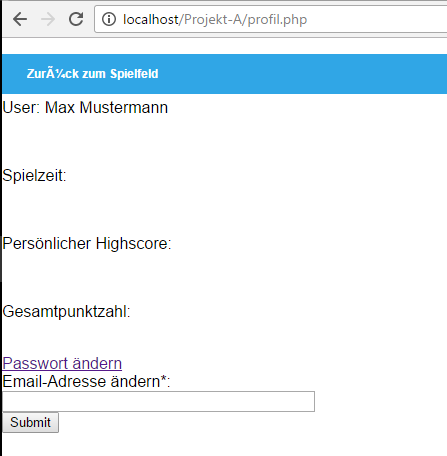 localhost/Projekt-A/profil.php
ZurÃ¼ck zum Spielfeld
User: Max Mustermann
Spielzeit:
Persönlicher Highscore:
Gesamtpunktzahl:
Passwort ändern
Email-Adresse ändern*:
Submit